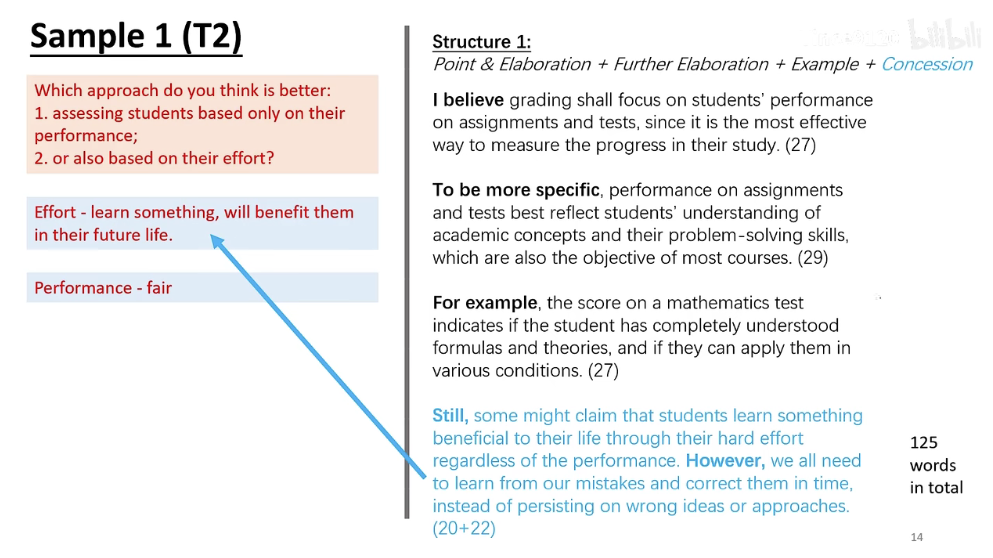 Sample 1 (T2)
Which approach do you think is better:
1. assessing students based only on their
performance;
2. or also based on their effort?
Effort - learn something, will benefit them
in their future life.
Performance - fair
Structure 1:
Point & Elaboration + Further Elaboration + Example + Concession
I believe grading shall focus on students' performance
on assignments and tests, since it is the most effective
way to measure the progress in their study. (27)
To be more specific, performance on assignments
and tests best reflect students' understanding of
academic concepts and their problem-solving skills,
which are also the objective of most courses. (29)
For example, the score on a mathematics test
indicates if the student has completely understood
formulas and theories, and if they can apply them in
various conditions. (27)
Still, some might claim that students learn something
beneficial to their life through their hard effort
regardless of the performance. However, we all need
to learn from our mistakes and correct them in time,
instead of persisting on wrong ideas or approaches.
(20+22)
125
words
in total
14
bilibili